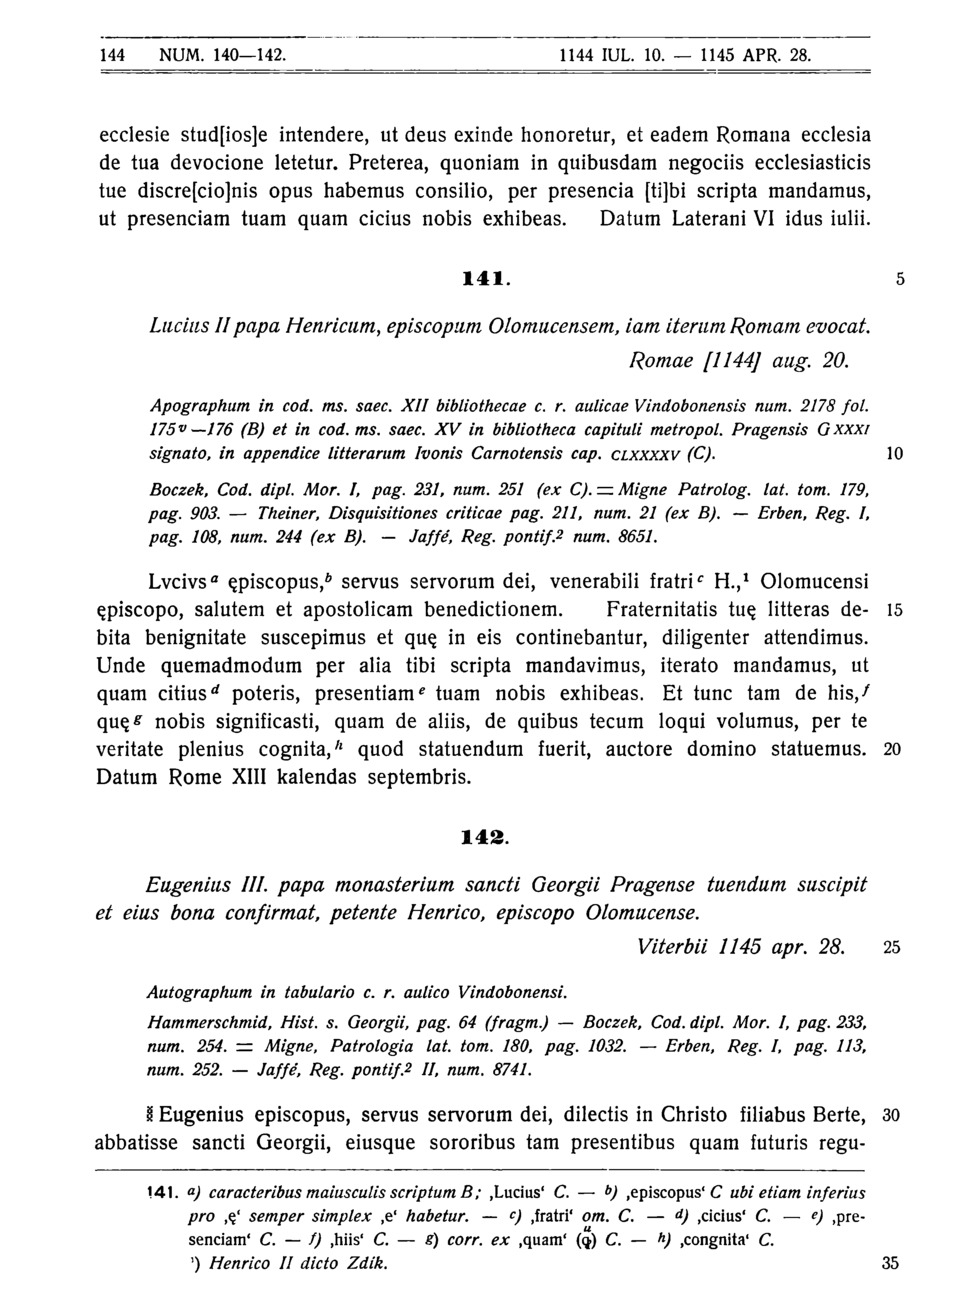 144 NUM. 140—142. 1144 IUL. 10. — 1145 APR. 28.
ecclesie stud[ios]e intendere, ut deus exinde honoretur, et eadem Romana ecclesia
de tua devocione letetur. Preterea, quoniam in quibusdam negociis ecclesiasticis
tue discre[cio]nis opus habemus consilio, per presencia [ti]bi scripta mandamus,
ut presenciam tuam quam cicius nobis exhibeas. Datum Laterani VI idus iulii.
141. 5
Lucius II papa Henricum, episcopum Olomucensem, iam iterum Romam evocat.
Romae [1144] aug. 20.
Apographum in cod. ms. saec. XII bibliothecae c. r. aulicae Vindobonensis num. 2178 fol.
175v—176 (B) et in cod. ms. saec. XV in bibliotheca capituli metropol. Pragensis G XXXI
signato, in appendice litterarum Ivonis Carnotensis cap. CLXXXXV (C). 10
Boczek, Cod. dipl. Mor. I, pag. 231, num. 251 (ex C). = Migne Patrolog. lat. tom. 179,
pag. 903. — Theiner, Disquisitiones criticae pag. 211, num. 21 (ex B). — Erben, Reg. I,
pag. 108, num. 244 (ex B). — Jaffé, Reg. pontif.² num. 8651.
Lvcivs a ępiscopus,b servus servorum dei, venerabili fratri c H.,¹ Olomucensi
ępiscopo, salutem et apostolicam benedictionem. Fraternitatis tuę litteras de- 15
bita benignitate suscepimus et quę in eis continebantur, diligenter attendimus.
Unde quemadmodum per alia tibi scripta mandavimus, iterato mandamus, ut
quam citius d poteris, presentiam e tuam nobis exhibeas. Et tunc tam de his,f
quę g nobis significasti, quam de aliis, de quibus tecum loqui volumus, per te
veritate plenius cognita,h quod statuendum fuerit, auctore domino statuemus. 20
Datum Rome XIII kalendas septembris.
142.
Eugenius III. papa monasterium sancti Georgii Pragense tuendum suscipit
et eius bona confirmat, petente Henrico, episcopo Olomucense.
Viterbii 1145 apr. 28. 25
Autographum in tabulario c. r. aulico Vindobonensi.
Hammerschmid, Hist. s. Georgii, pag. 64 (fragm.) — Boczek, Cod. dipl. Mor. I, pag. 233,
num. 254. = Migne, Patrologia lat. tom. 180, pag. 1032. — Erben, Reg. I, pag. 113,
num. 252. — Jaffé, Reg. pontif.² II, num. 8741.
Eugenius episcopus, servus servorum dei, dilectis in Christo filiabus Berte, 30
abbatisse sancti Georgii, eiusque sororibus tam presentibus quam futuris regu-
141. a) caracteribus maiusculis scriptum B; ‚Lucius‘ C. — b) ‚episcopus‘ C ubi etiam inferius
pro ‚ę‘ semper simplex ‚e‘ habetur. — c) ‚fratri‘ om. C. — d) ‚cicius‘ C. — e) ‚pre-
senciam‘ C. — f) ‚hiis‘ C. — g) corr. ex ‚quam‘ C. — h) ‚congnita‘ C.
¹) Henrico II dicto Zdik. 35